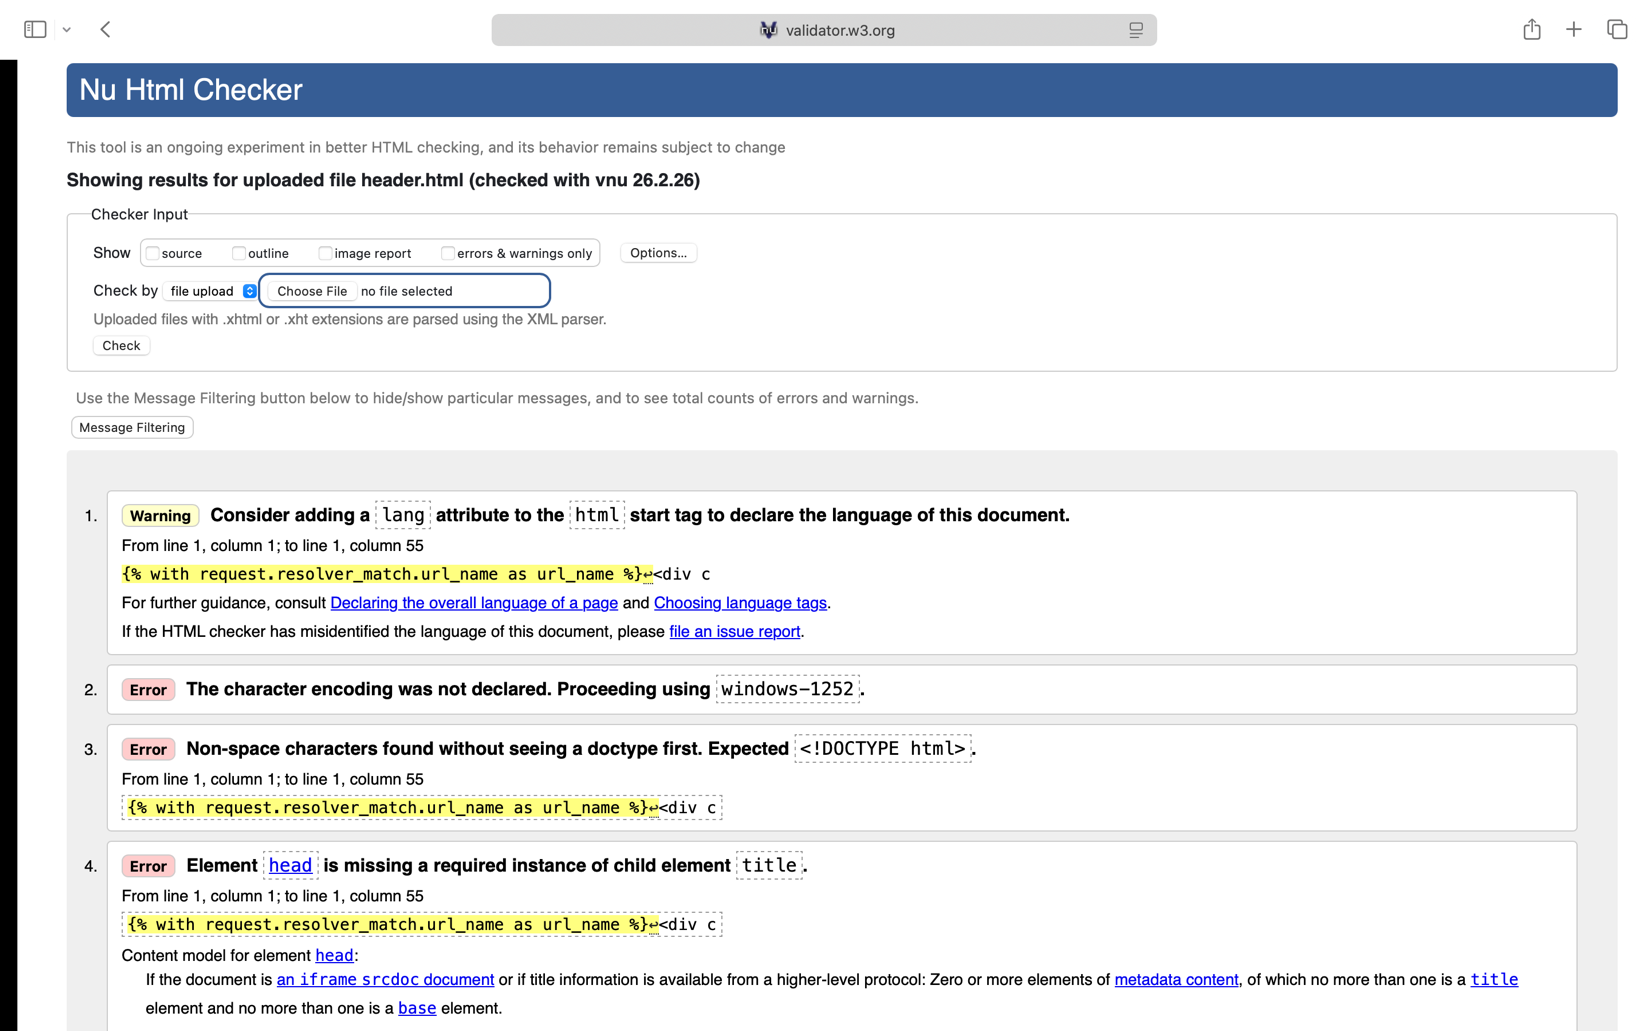 validator.w3.org
Nu Html Checker
This tool is an ongoing experiment in better HTML checking, and its behavior remains subject to change
Showing results for uploaded file header.html (checked with vnu 26.2.26)
Checker Input
Show source outline image report errors & warnings only Options...
Check by file upload Choose File no file selected
Uploaded files with .xhtml or .xht extensions are parsed using the XML parser.
Check
Use the Message Filtering button below to hide/show particular messages, and to see total counts of errors and warnings.
Message Filtering
1. Warning Consider adding a lang attribute to the html start tag to declare the language of this document.
From line 1, column 1; to line 1, column 55
{% with request.resolver_match.url_name as url_name %}↩<div c
For further guidance, consult Declaring the overall language of a page and Choosing language tags.
If the HTML checker has misidentified the language of this document, please file an issue report.
2. Error The character encoding was not declared. Proceeding using windows-1252.
3. Error Non-space characters found without seeing a doctype first. Expected <!DOCTYPE html>.
From line 1, column 1; to line 1, column 55
{% with request.resolver_match.url_name as url_name %}↩<div c
4. Error Element head is missing a required instance of child element title.
From line 1, column 1; to line 1, column 55
{% with request.resolver_match.url_name as url_name %}↩<div c
Content model for element head:
If the document is an iframe srcdoc document or if title information is available from a higher-level protocol: Zero or more elements of metadata content, of which no more than one is a title
element and no more than one is a base element.